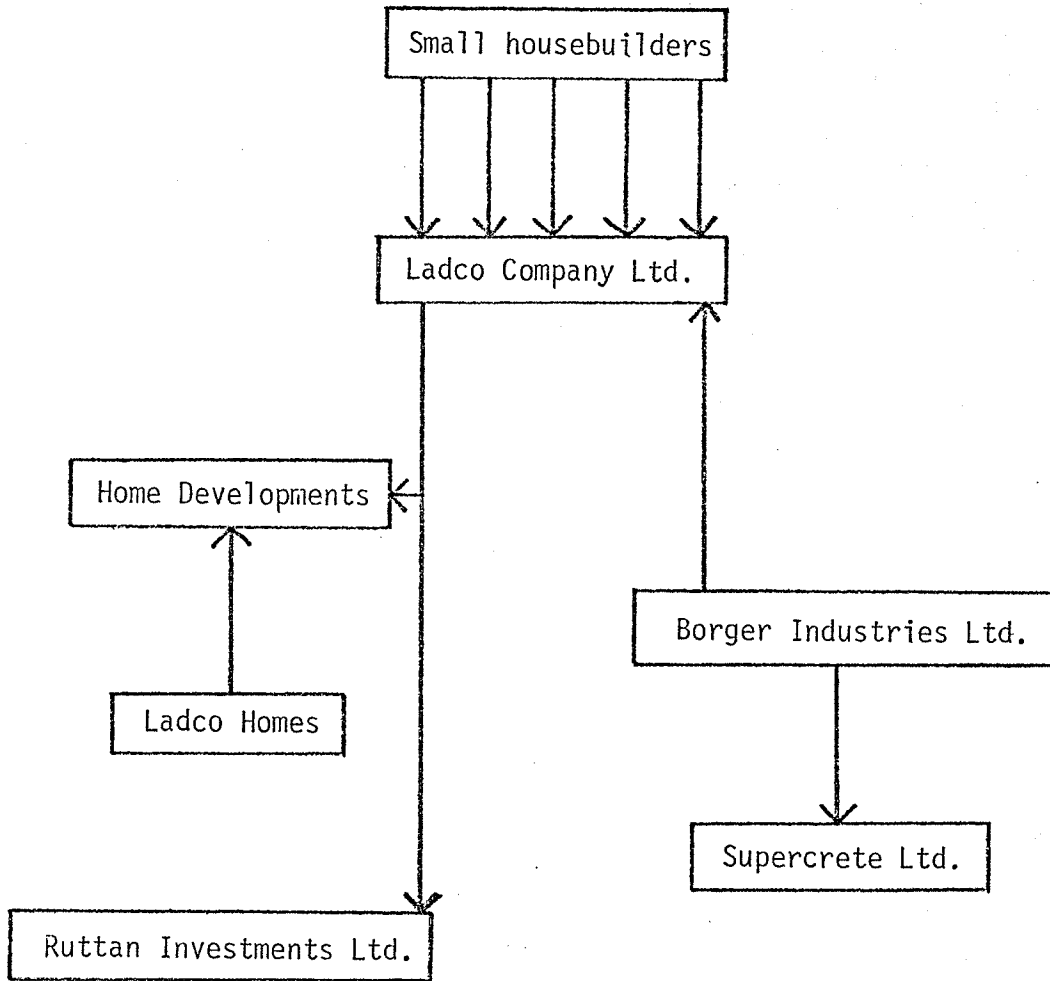 Small housebuilders
Ladco Company Ltd.
Home Developments
Borger Industries Ltd.
Ladco Homes
Supercrete Ltd.
Ruttan Investments Ltd.